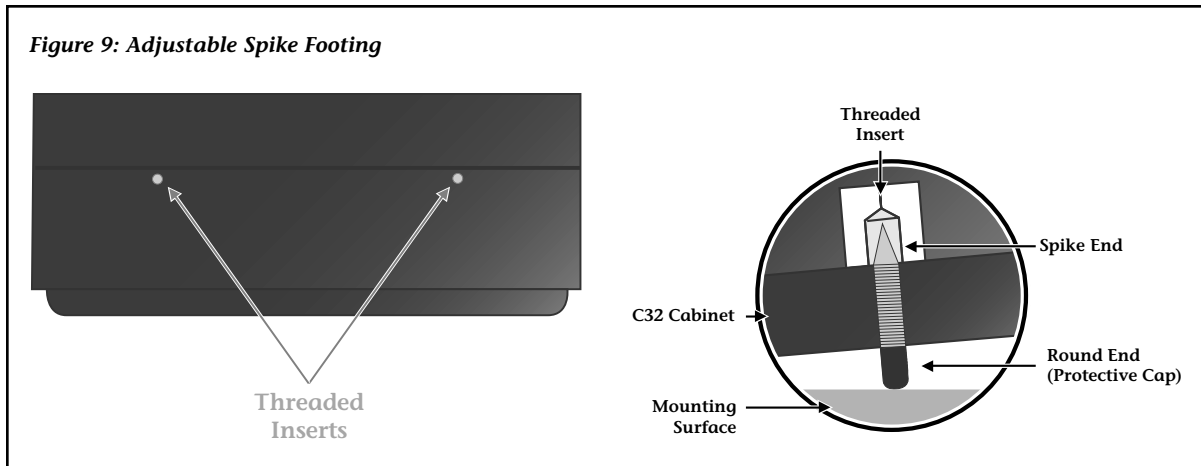 Figure 9: Adjustable Spike Footing
Threaded
Inserts
Threaded
Insert
Spike End
C32 Cabinet
Round End
(Protective Cap)
Mounting
Surface